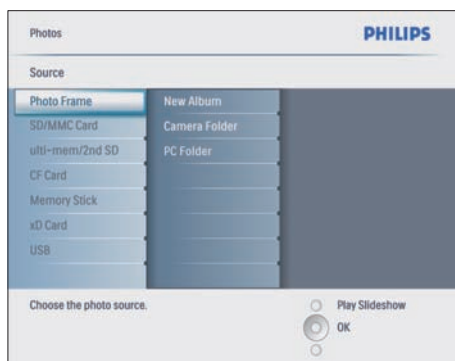 Photos
PHILIPS
Source
Photo Frame
New Album
SD/MMC Card
Camera Folder
ulti-mem/2nd SD
PC Folder
CF Card
Memory Stick
xD Card
USB
Choose the photo source.
Play Slideshow
OK